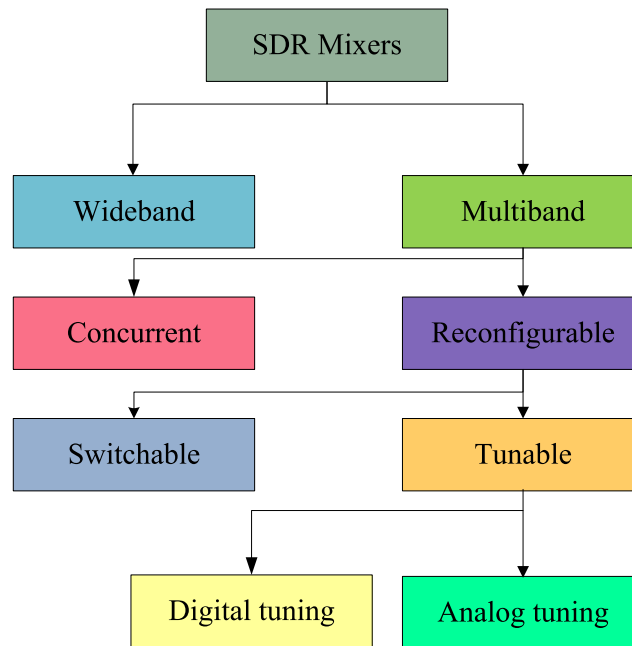 SDR Mixers
Wideband
Multiband
Concurrent
Reconfigurable
Switchable
Tunable
Digital tuning
Analog tuning